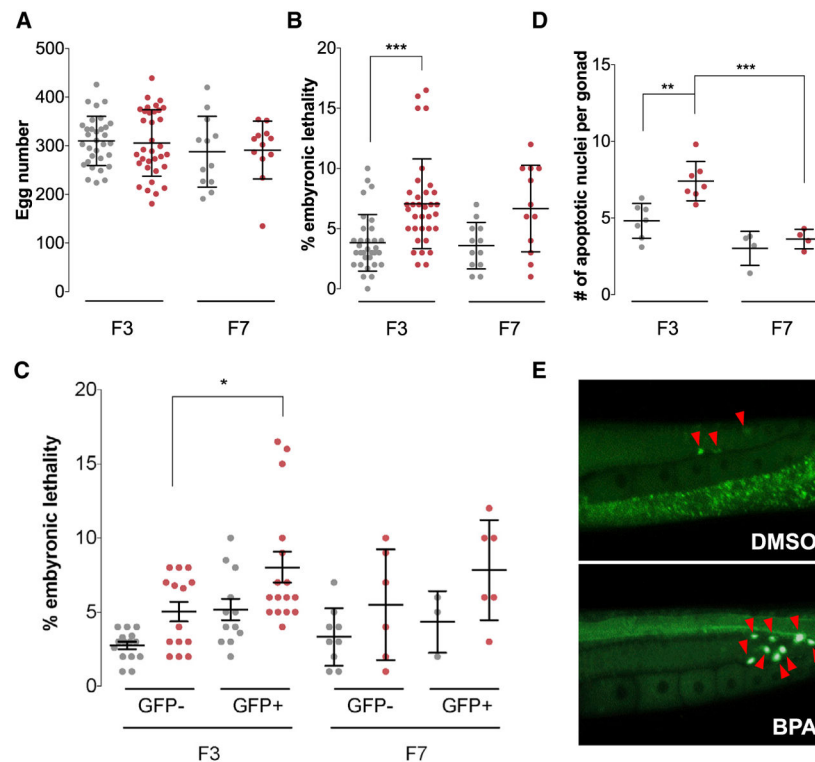 A
Egg number
500
400
300
200
100
0
F3
F7
B
% embyronic lethality
20
15
10
5
0
***
F3
F7
D
# of apoptotic nuclei per gonad
15
10
5
0
**
***
F3
F7
C
% embyronic lethality
20
15
10
5
0
*
GFP-
GFP+
GFP-
GFP+
F3
F7
E
DMSO
BPA